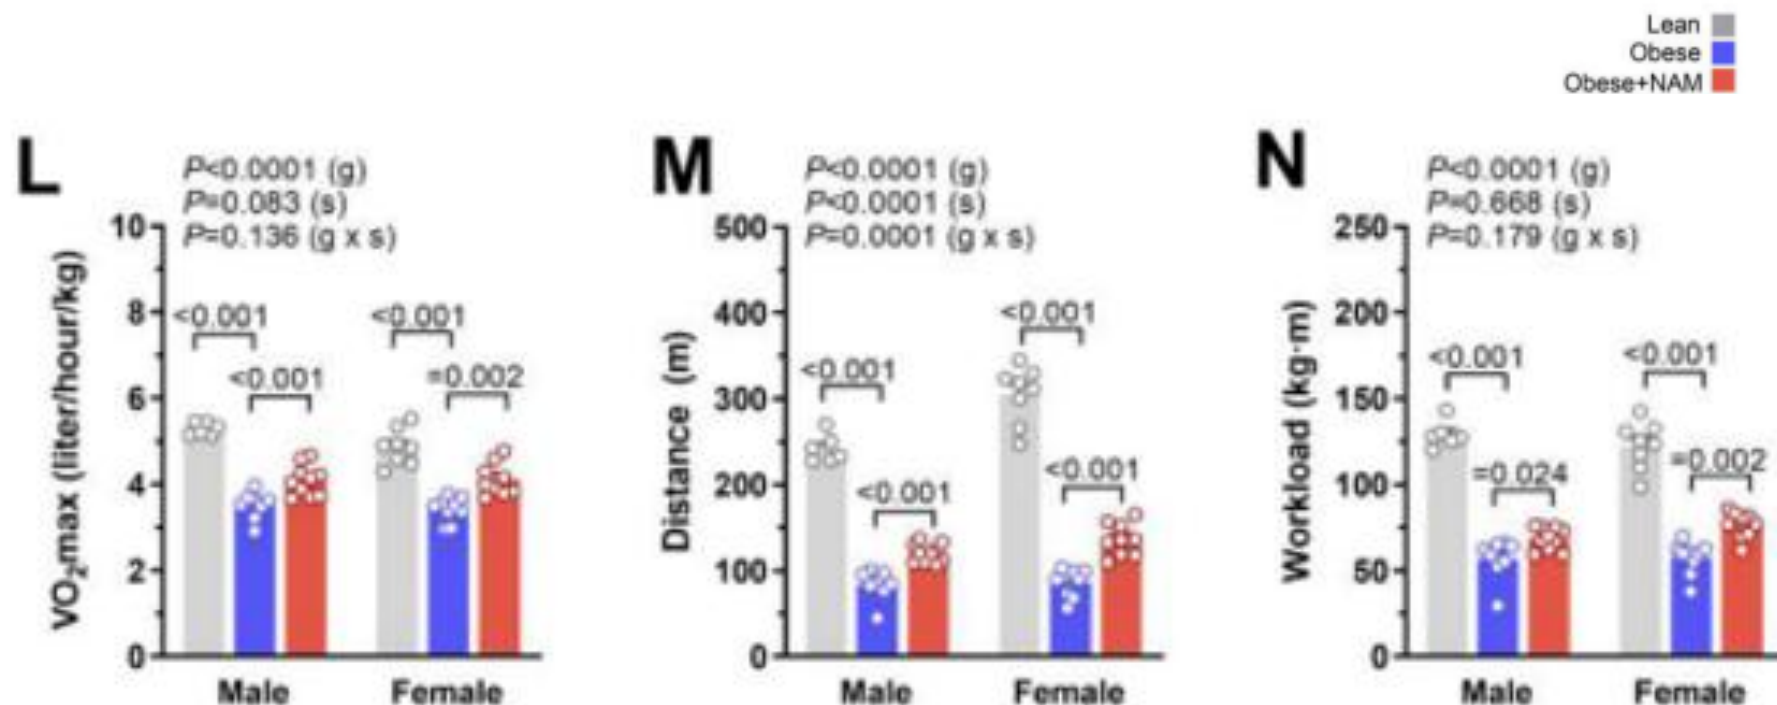 Lean
Obese
Obese+NAM
L
P<0.0001 (g)
P=0.083 (s)
P=0.136 (g x s)
VO2max (liter/hour/kg)
10
8
6
4
2
0
<0.001
<0.001
<0.001
=0.002
Male
Female
M
P<0.0001 (g)
P<0.0001 (s)
P=0.0001 (g x s)
Distance (m)
500
400
300
200
100
0
<0.001
<0.001
<0.001
<0.001
Male
Female
N
P<0.0001 (g)
P=0.668 (s)
P=0.179 (g x s)
Workload (kg·m)
250
200
150
100
50
0
<0.001
=0.024
<0.001
=0.002
Male
Female